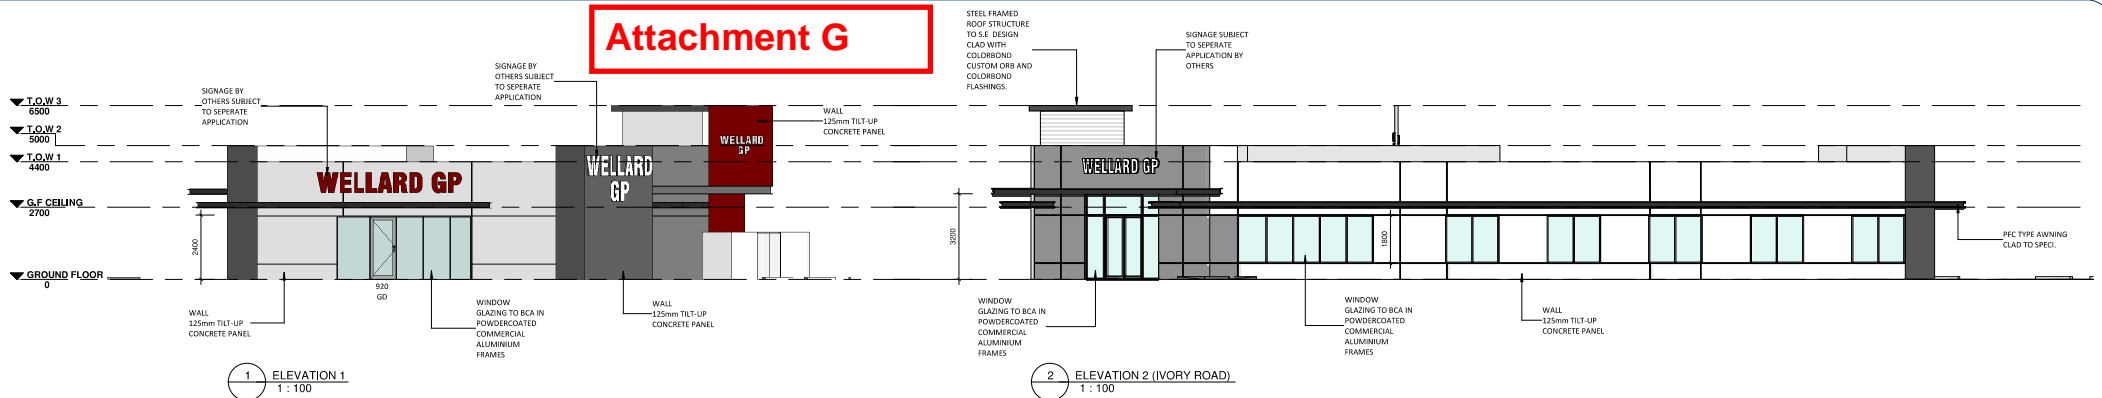 Attachment G
T.O.W 3
6500
T.O.W 2
5000
T.O.W 1
4400
G.F CEILING
2700
GROUND FLOOR
0
SIGNAGE BY
OTHERS SUBJECT
TO SEPERATE
APPLICATION
SIGNAGE BY
OTHERS SUBJECT
TO SEPERATE
APPLICATION
WALL
125mm TILT-UP
CONCRETE PANEL
WELLARD GP
WELLARD
GP
WELLARD
GP
2400
920
GD
WALL
125mm TILT-UP
CONCRETE PANEL
WINDOW
GLAZING TO BCA IN
POWDERCOATED
COMMERCIAL
ALUMINIUM
FRAMES
WALL
125mm TILT-UP
CONCRETE PANEL
1 ELEVATION 1
1 : 100
STEEL FRAMED
ROOF STRUCTURE
TO S.E DESIGN
CLAD WITH
COLORBOND
CUSTOM ORB AND
COLORBOND
FLASHINGS.
SIGNAGE SUBJECT
TO SEPERATE
APPLICATION BY
OTHERS
WELLARD GP
3200
1800
PFC TYPE AWNING
CLAD TO SPECI.
WINDOW
GLAZING TO BCA IN
POWDERCOATED
COMMERCIAL
ALUMINIUM
FRAMES
WINDOW
GLAZING TO BCA IN
POWDERCOATED
COMMERCIAL
ALUMINIUM
FRAMES
WALL
125mm TILT-UP
CONCRETE PANEL
2 ELEVATION 2 (IVORY ROAD)
1 : 100